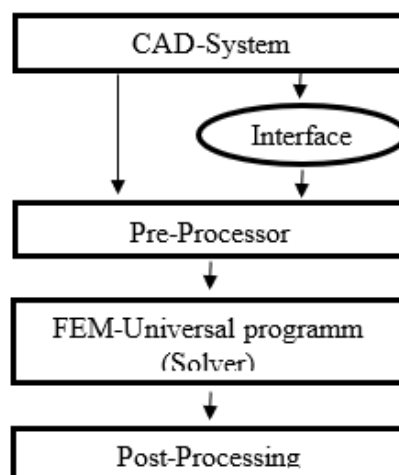 CAD-System
Interface
Pre-Processor
FEM-Universal programm
(Solver)
Post-Processing